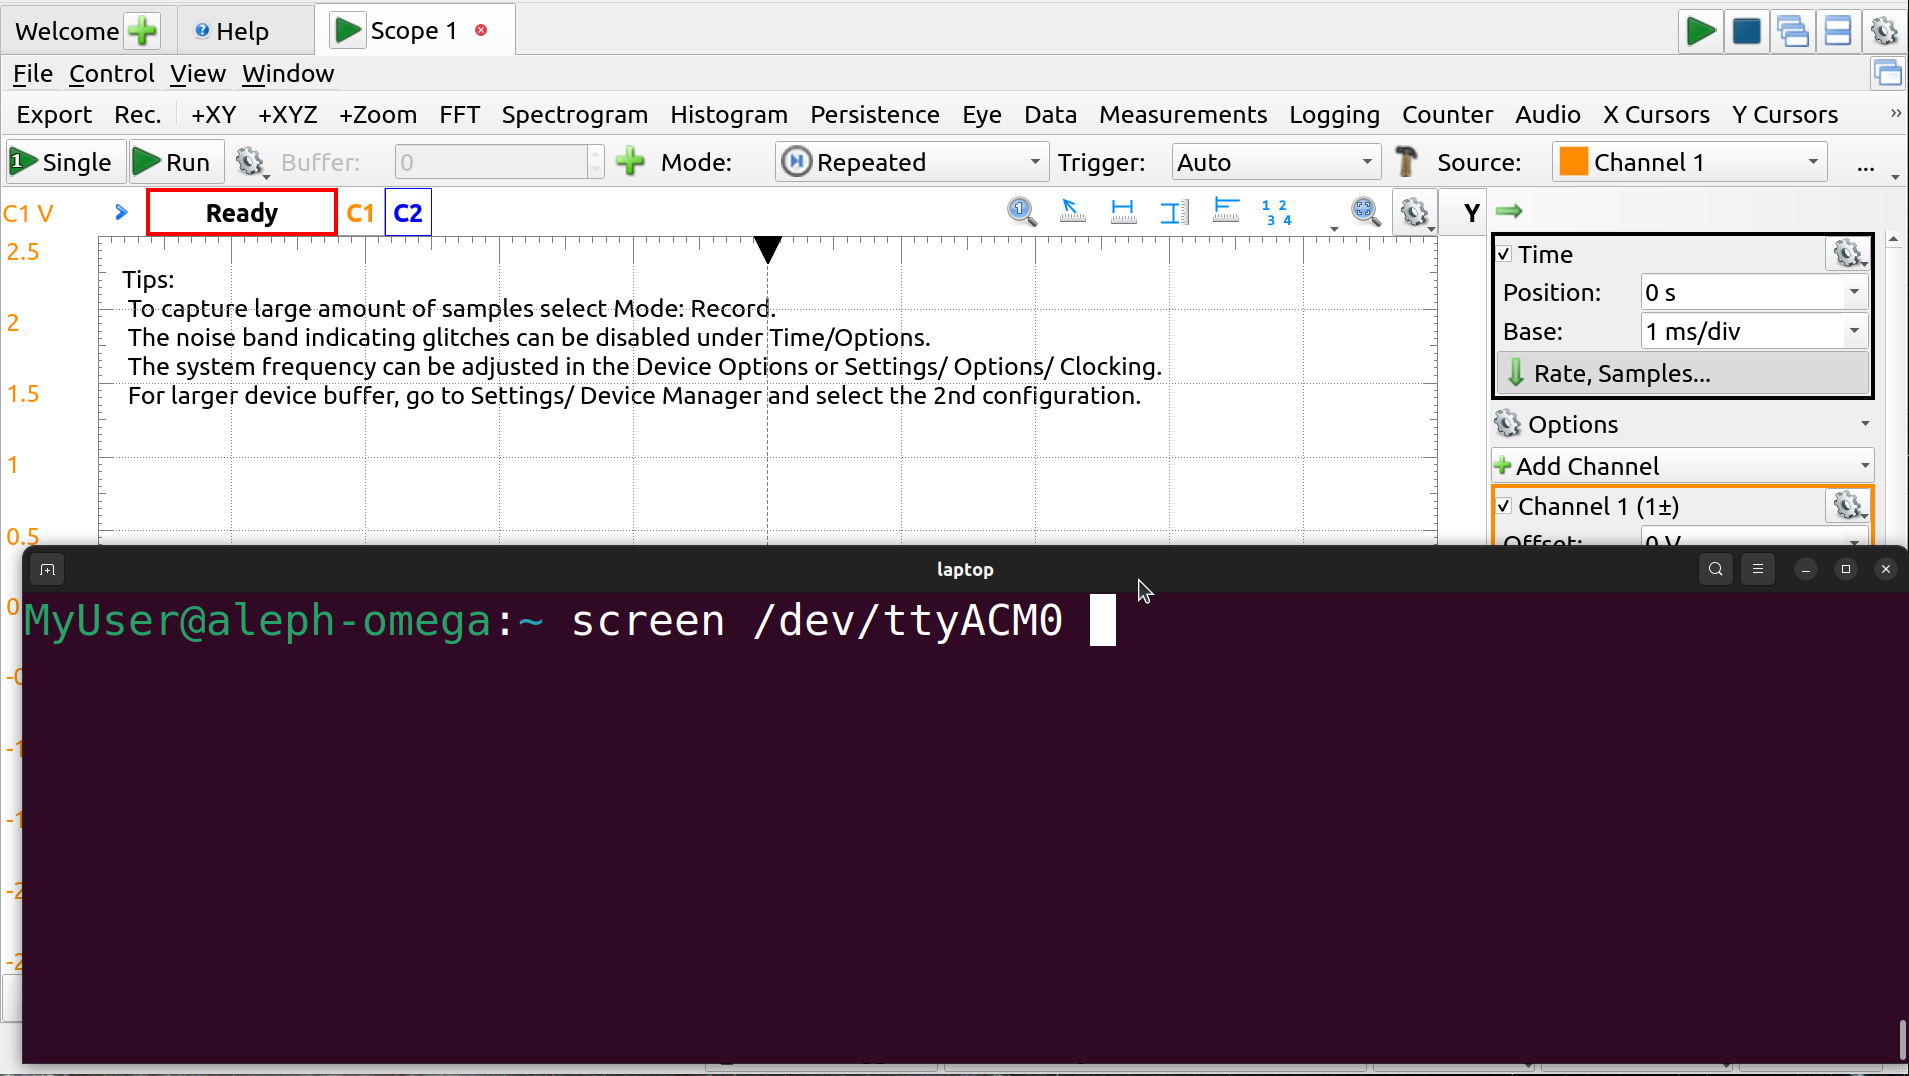 Welcome Help Scope 1
File Control View Window
Export Rec. +XY +XYZ +Zoom FFT Spectrogram Histogram Persistence Eye Data Measurements Logging Counter Audio X Cursors Y Cursors »
1 Single Run Buffer: 0 Mode: Repeated Trigger: Auto Source: Channel 1 ...
C1 V Ready C1 C2 1 1 2 3 4 Y
2.5
2
1.5
1
0.5
0
Tips:
To capture large amount of samples select Mode: Record.
The noise band indicating glitches can be disabled under Time/Options.
The system frequency can be adjusted in the Device Options or Settings/ Options/ Clocking.
For larger device buffer, go to Settings/ Device Manager and select the 2nd configuration.
Time
Position: 0 s
Base: 1 ms/div
Rate, Samples...
Options
Add Channel
Channel 1 (1±)
Offset: 0 V
laptop
MyUser@aleph-omega:~ screen /dev/ttyACM0